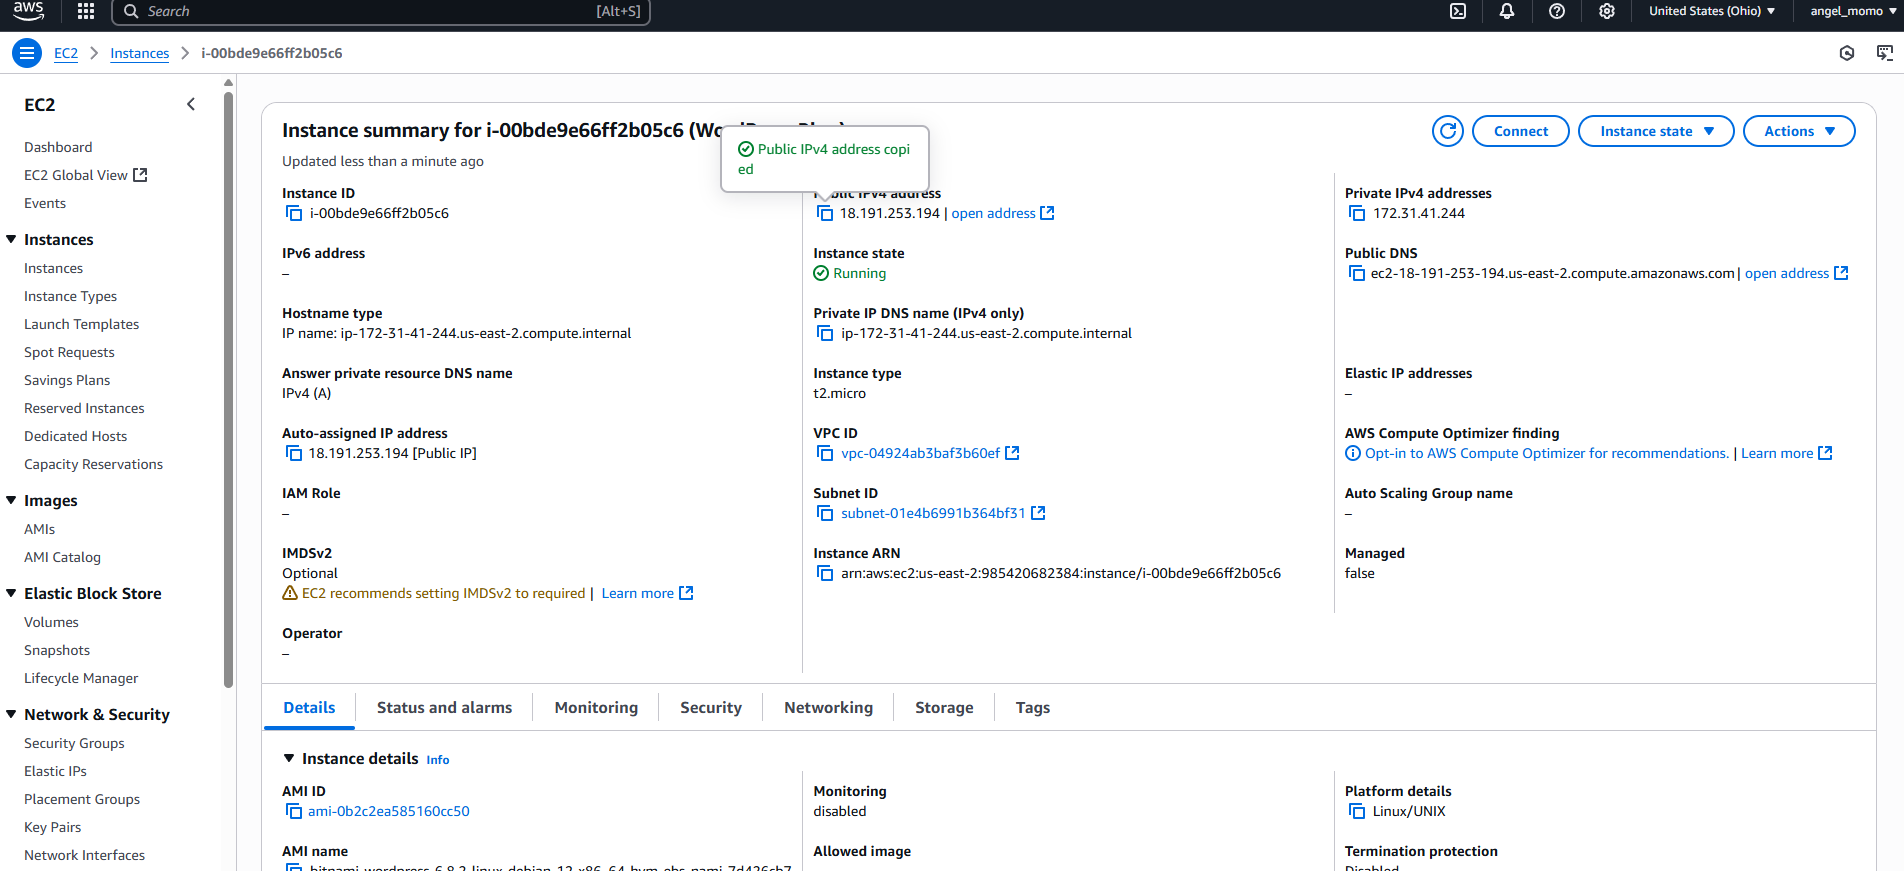 aws
Search
[Alt+S]
United States (Ohio)
angel_momo
EC2
Instances
i-00bde9e66ff2b05c6
EC2
Dashboard
EC2 Global View
Events
Instances
Instances
Instance Types
Launch Templates
Spot Requests
Savings Plans
Reserved Instances
Dedicated Hosts
Capacity Reservations
Images
AMIs
AMI Catalog
Elastic Block Store
Volumes
Snapshots
Lifecycle Manager
Network & Security
Security Groups
Elastic IPs
Placement Groups
Key Pairs
Network Interfaces
Instance summary for i-00bde9e66ff2b05c6
Updated less than a minute ago
Public IPv4 address copi
ed
Connect
Instance state
Actions
Instance ID
i-00bde9e66ff2b05c6
Public IPv4 address
18.191.253.194 | open address
Private IPv4 addresses
172.31.41.244
IPv6 address
–
Instance state
Running
Public DNS
ec2-18-191-253-194.us-east-2.compute.amazonaws.com | open address
Hostname type
IP name: ip-172-31-41-244.us-east-2.compute.internal
Private IP DNS name (IPv4 only)
ip-172-31-41-244.us-east-2.compute.internal
Answer private resource DNS name
IPv4 (A)
Instance type
t2.micro
Elastic IP addresses
–
Auto-assigned IP address
18.191.253.194 [Public IP]
VPC ID
vpc-04924ab3baf3b60ef
AWS Compute Optimizer finding
Opt-in to AWS Compute Optimizer for recommendations. | Learn more
IAM Role
–
Subnet ID
subnet-01e4b6991b364bf31
Auto Scaling Group name
–
IMDSv2
Optional
EC2 recommends setting IMDSv2 to required | Learn more
Instance ARN
arn:aws:ec2:us-east-2:985420682384:instance/i-00bde9e66ff2b05c6
Managed
false
Operator
–
Details
Status and alarms
Monitoring
Security
Networking
Storage
Tags
Instance details Info
AMI ID
ami-0b2c2ea585160cc50
Monitoring
disabled
Platform details
Linux/UNIX
AMI name
Allowed image
Termination protection
Disabled